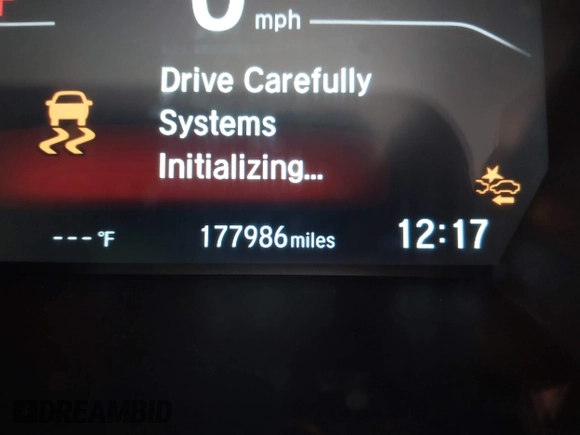 0 mph
Drive Carefully
Systems
Initializing...
---°F 177986 miles 12:17
DREAMBID